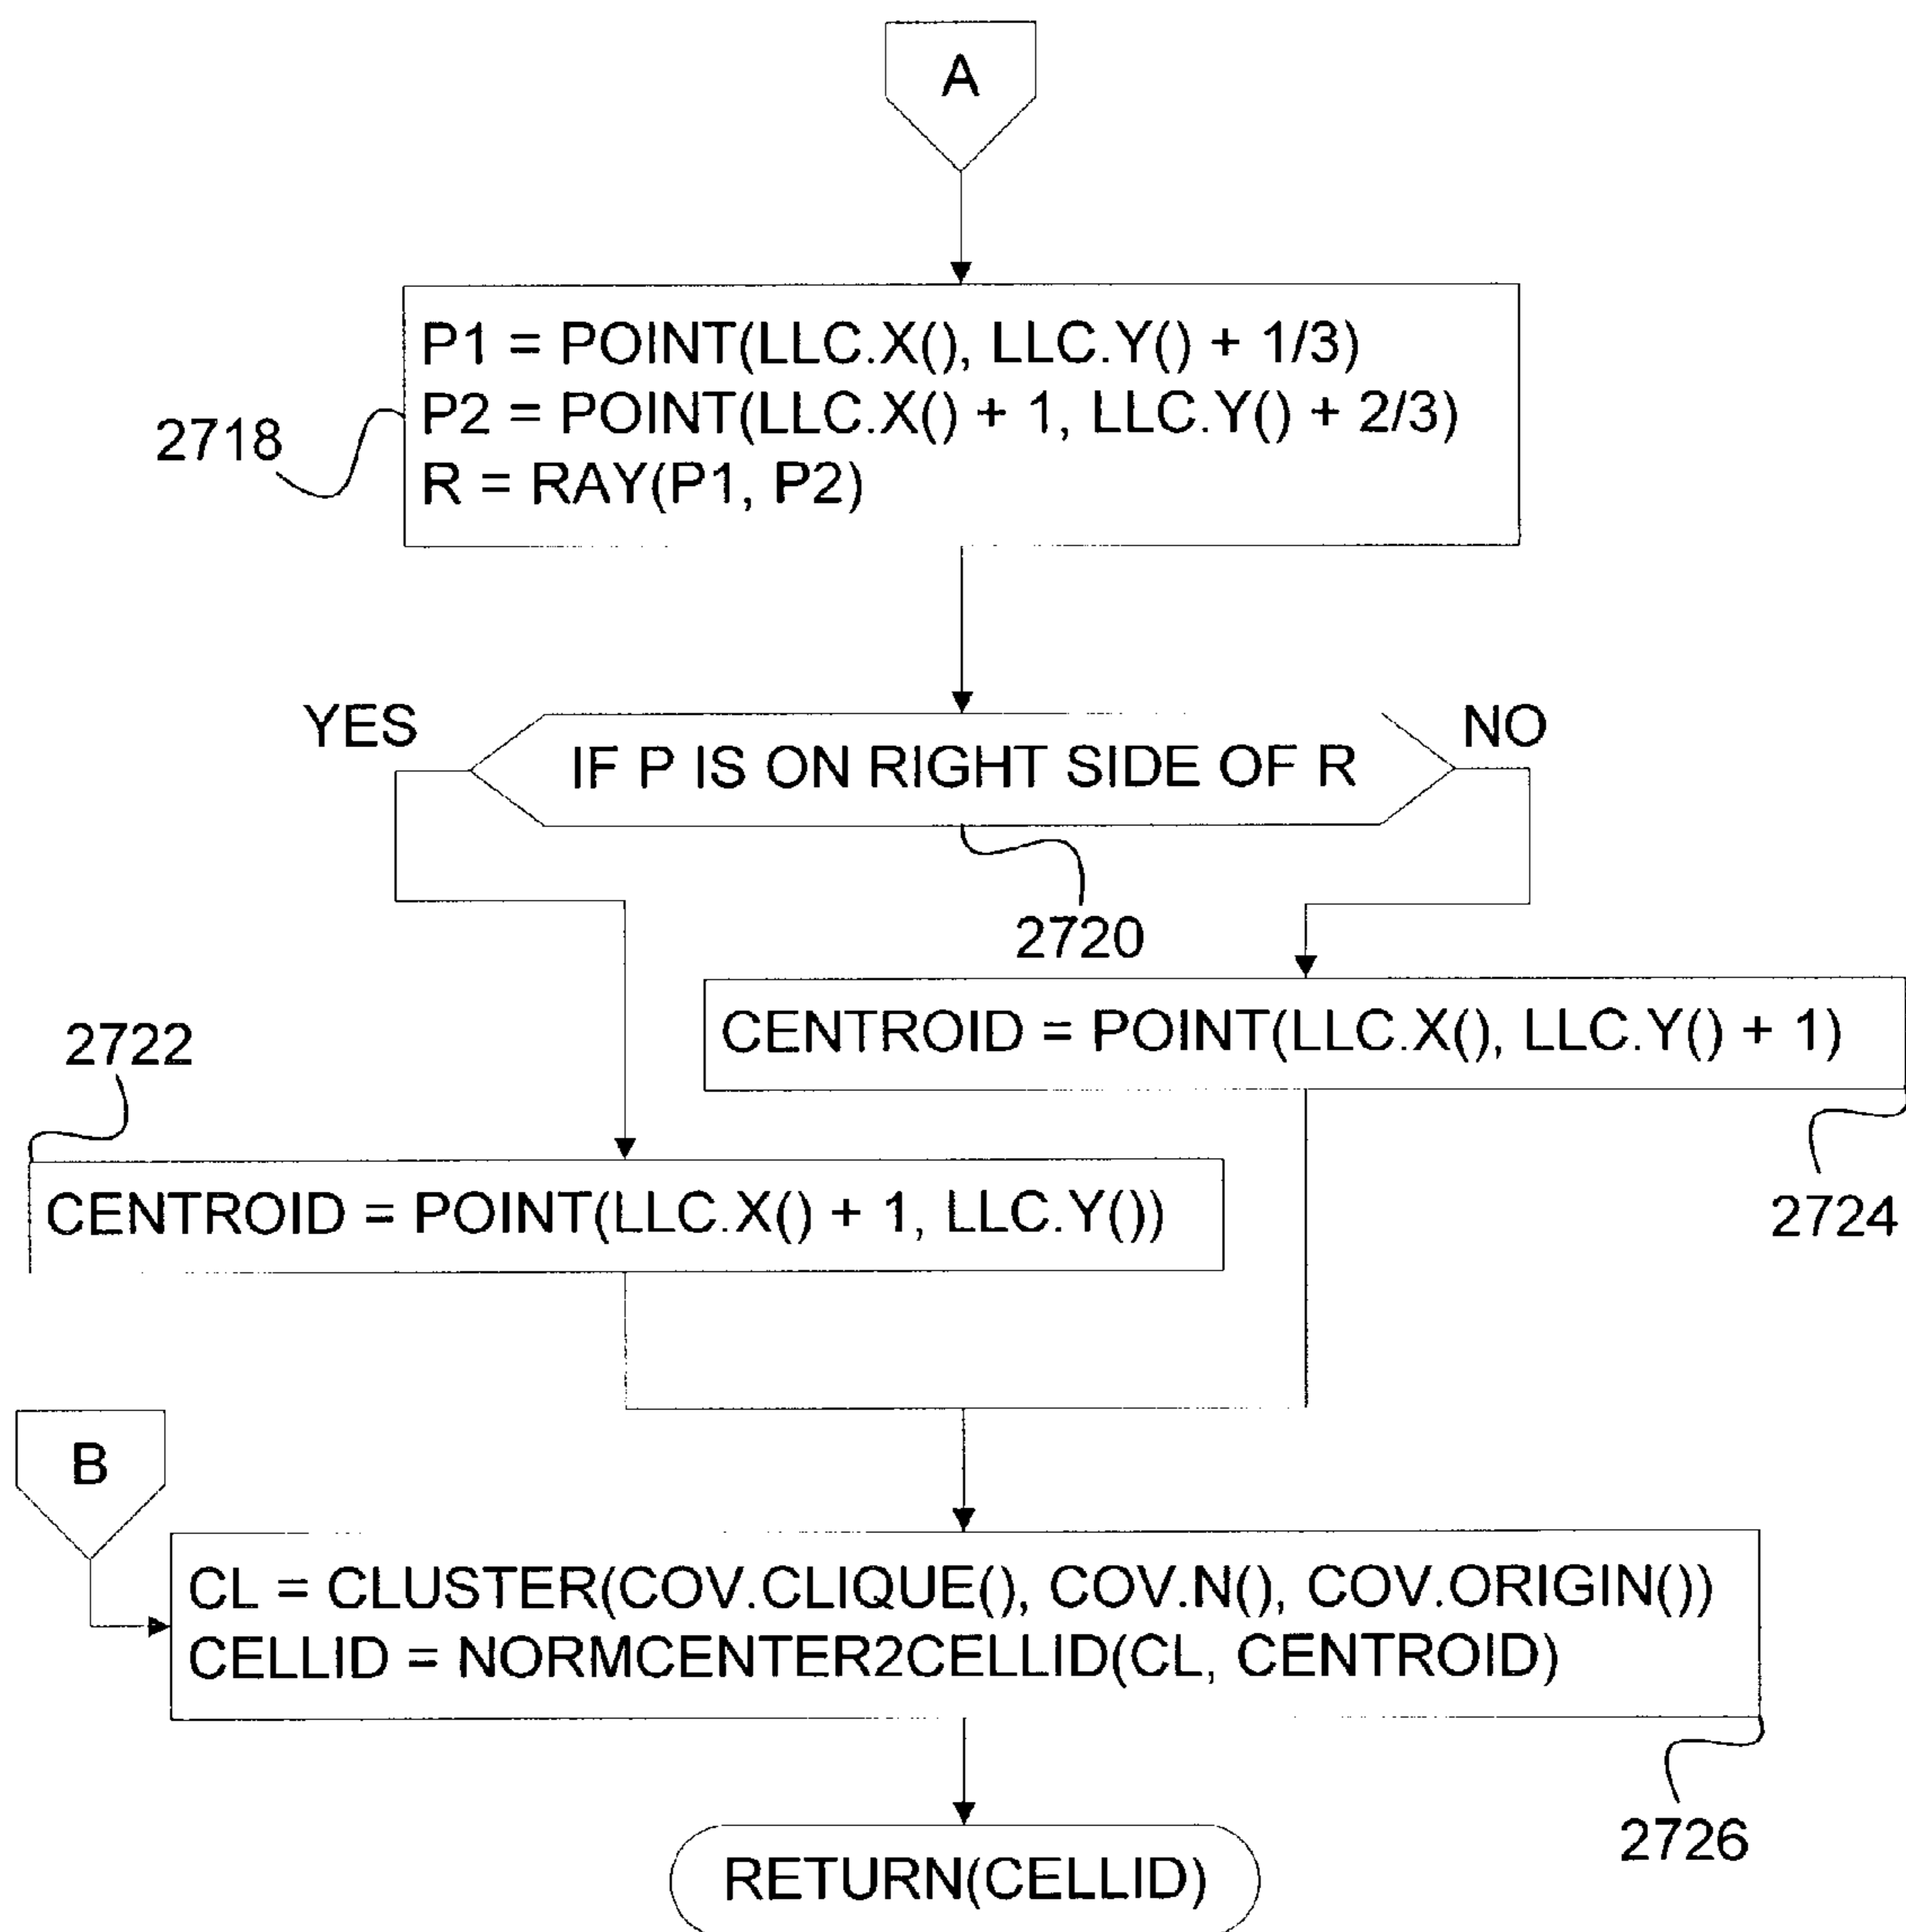 A
P1 = POINT(LLC.X(), LLC.Y() + 1/3)
P2 = POINT(LLC.X() + 1, LLC.Y() + 2/3)
R = RAY(P1, P2)
2718
YES
NO
IF P IS ON RIGHT SIDE OF R
2720
CENTROID = POINT(LLC.X(), LLC.Y() + 1)
2722
CENTROID = POINT(LLC.X() + 1, LLC.Y())
2724
B
CL = CLUSTER(COV.CLIQUE(), COV.N(), COV.ORIGIN())
CELLID = NORMCENTER2CELLID(CL, CENTROID)
2726
RETURN(CELLID)